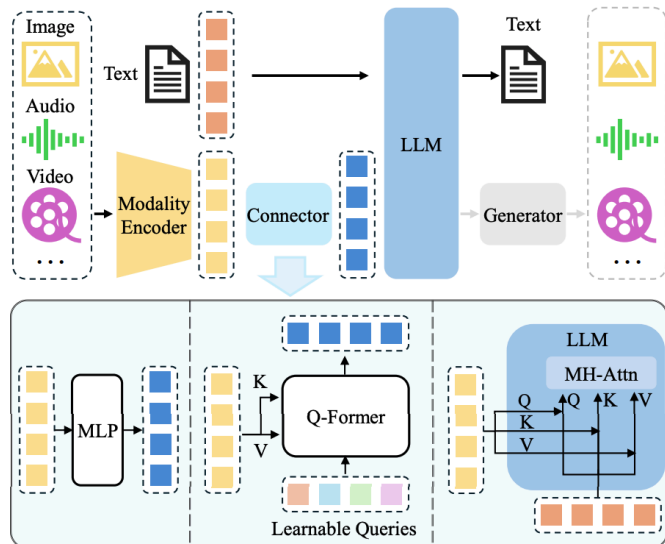 Image
Text
Text
Audio
LLM
Video
Modality
Encoder
Connector
Generator
...
...
LLM
MH-Attn
K
Q-Former
MLP
V
Q
Q
K
V
K
V
Learnable Queries